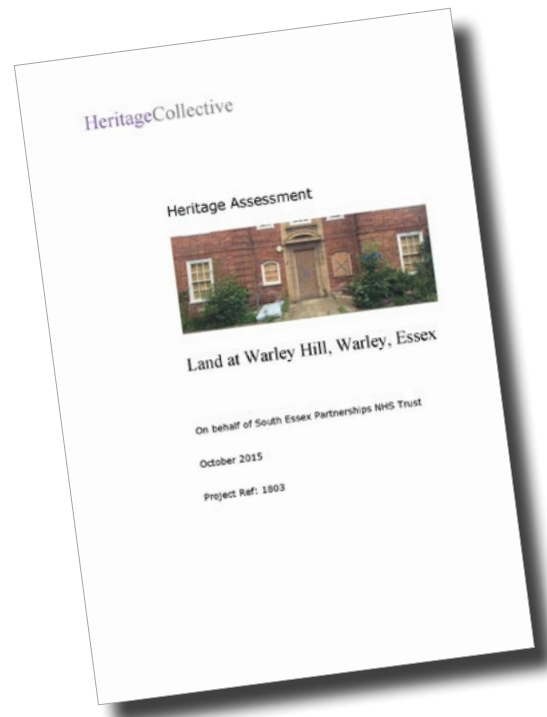 HeritageCollective
Heritage Assessment
Land at Warley Hill, Warley, Essex
On behalf of South Essex Partnerships NHS Trust
October 2015
Project Ref: 1803